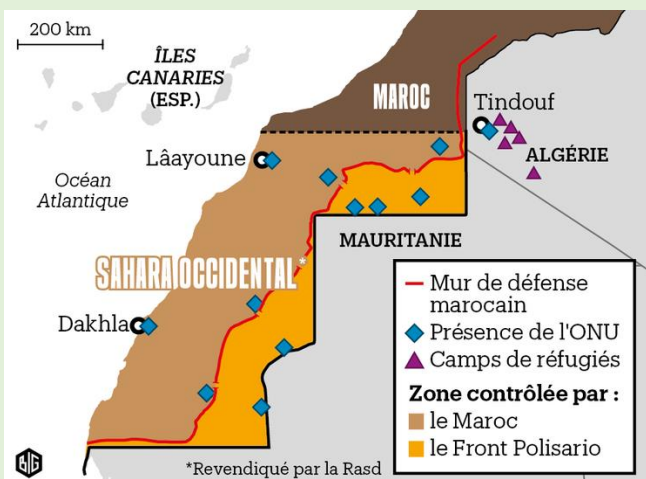 200 km
ÎLES
CANARIES
(ESP.)
MAROC
Tindouf
ALGÉRIE
Lâayoune
Océan
Atlantique
MAURITANIE
SAHARA OCCIDENTAL*
Dakhla
Mur de défense
marocain
Présence de l'ONU
Camps de réfugiés
Zone contrôlée par :
le Maroc
le Front Polisario
*Revendiqué par la Rasd
BIG